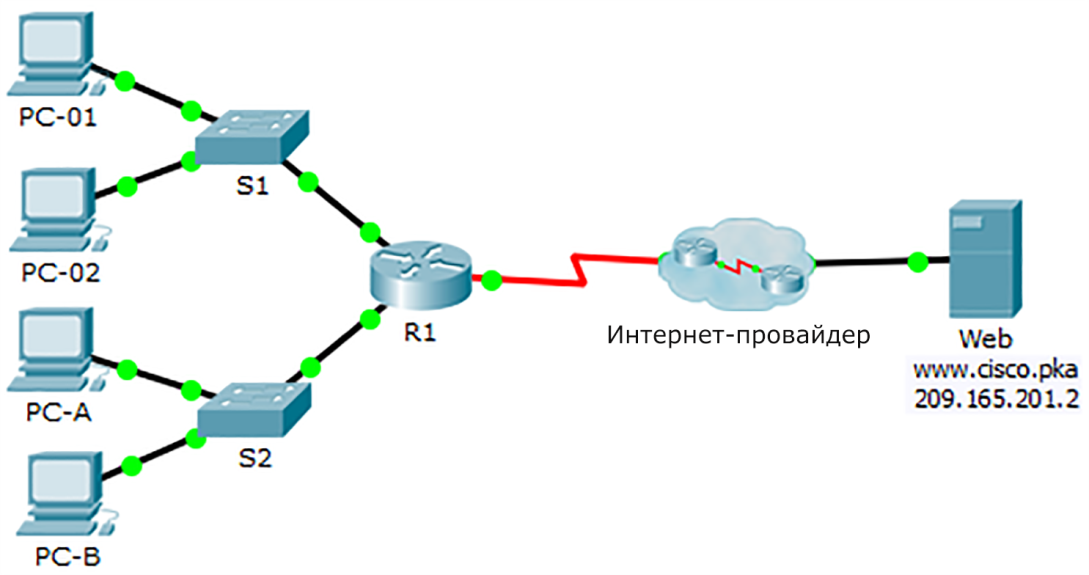 PC-01
S1
PC-02
R1
Интернет-провайдер
Web
www.cisco.pka
209.165.201.2
PC-A
S2
PC-B